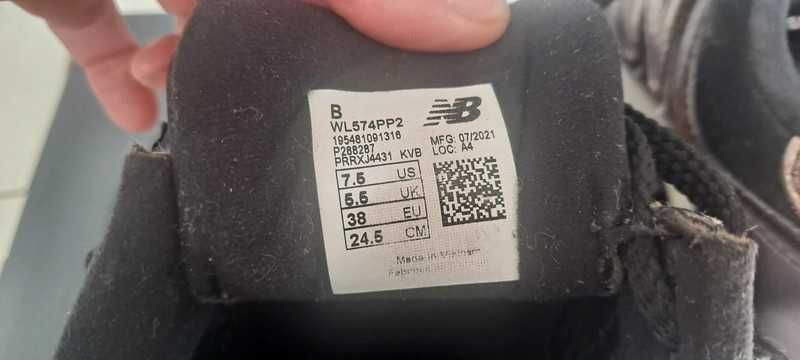 B
WL574PP2
195481091316
P288287
PRRXJ4431 KVB
NB
MFG: 07/2021
LOC: A4
7.5 US
5.5 UK
38 EU
24.5 CM
Made in Vietnam